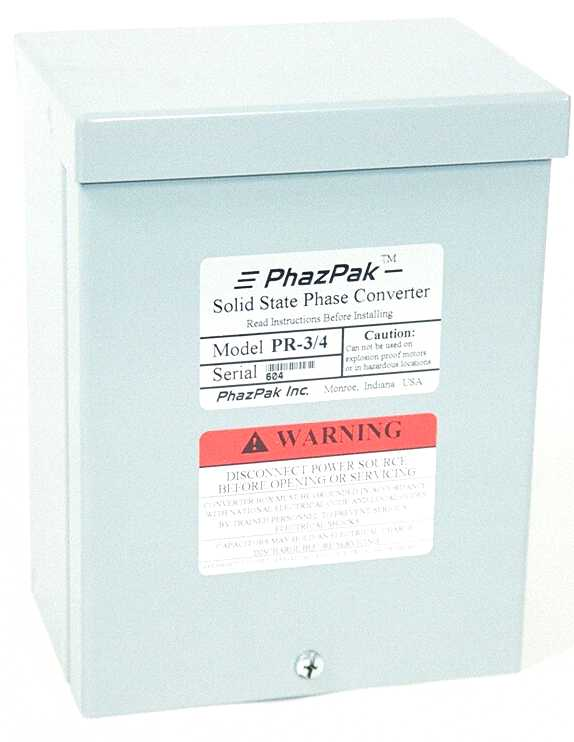 PhazPak™
Solid State Phase Converter
Read Instructions Before Installing
Model PR-3/4
Serial 604
Caution:
Can not be used on
explosion proof motors
or in hazardous locations
PhazPak Inc. Monroe, Indiana USA
WARNING
DISCONNECT POWER SOURCE
BEFORE OPENING OR SERVICING
CONVERTER BOX MUST BE GROUNDED IN ACCORDANCE
WITH NATIONAL ELECTRICAL CODE AND LOCAL CODES
BY TRAINED PERSONNEL TO PREVENT SERIOUS
ELECTRICAL SHOCKS
CAPACITORS MAY HOLD AN ELECTRICAL CHARGE
DISCHARGE BEFORE SERVICING